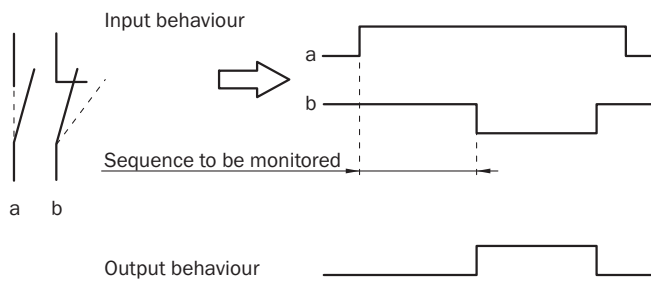 Input behaviour
a
b
Sequence to be monitored
a b
Output behaviour